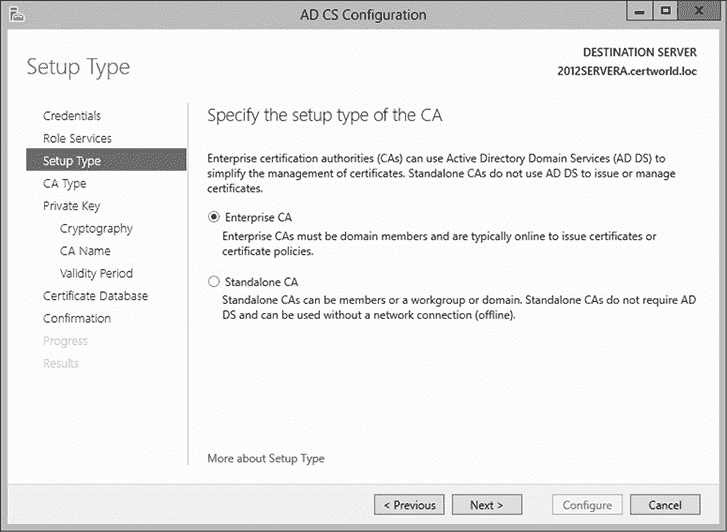 AD CS Configuration
Setup Type
DESTINATION SERVER
2012SERVERA.certworld.loc
Credentials
Role Services
Setup Type
CA Type
Private Key
Cryptography
CA Name
Validity Period
Certificate Database
Confirmation
Progress
Results
Specify the setup type of the CA
Enterprise certification authorities (CAs) can use Active Directory Domain Services (AD DS) to
simplify the management of certificates. Standalone CAs do not use AD DS to issue or manage
certificates.
Enterprise CA
Enterprise CAs must be domain members and are typically online to issue certificates or
certificate policies.
Standalone CA
Standalone CAs can be members or a workgroup or domain. Standalone CAs do not require AD
DS and can be used without a network connection (offline).
More about Setup Type
< Previous
Next >
Configure
Cancel